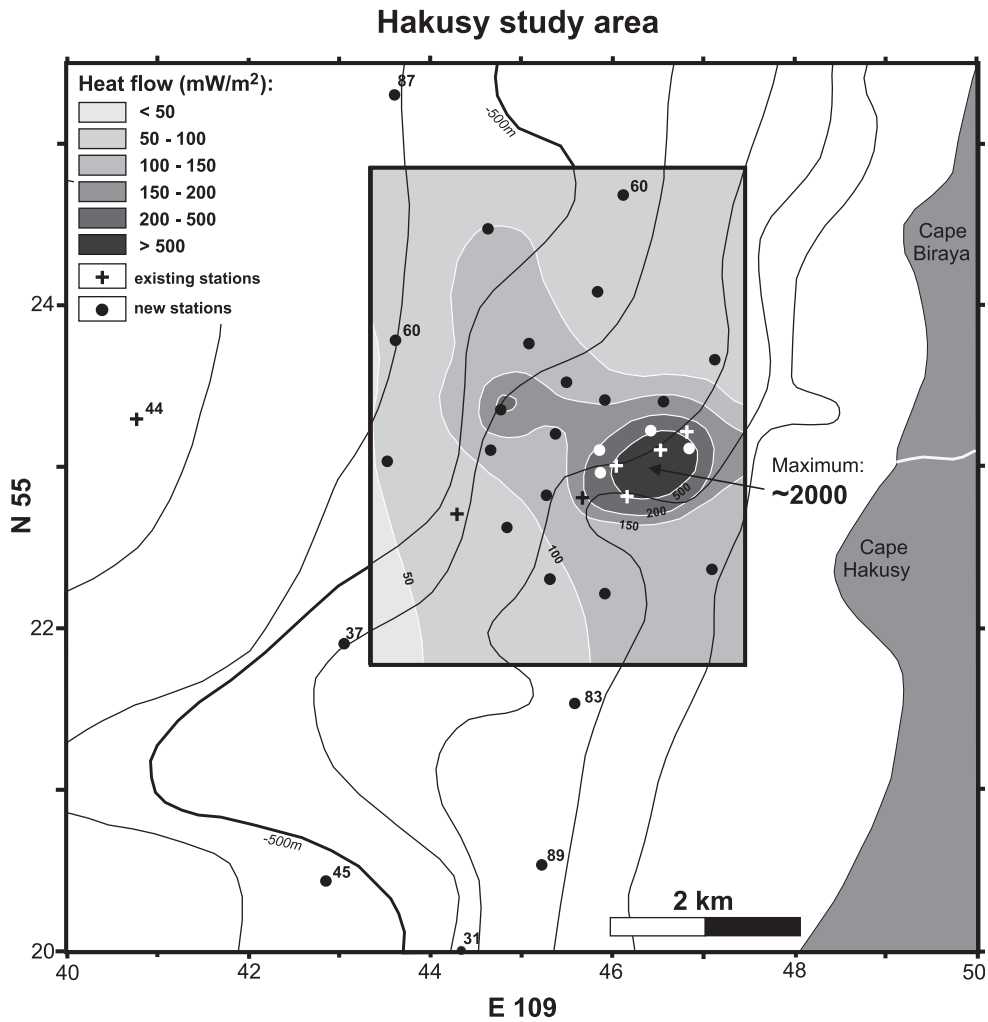 Hakusy study area
Heat flow (mW/m²):
< 50
50 - 100
100 - 150
150 - 200
200 - 500
> 500
existing stations
new stations
87
-500m
60
Cape
Biraya
24
60
44
Maximum:
~2000
500
200
150
100
50
N 55
Cape
Hakusy
22
37
83
-500m
45
89
2 km
31
20
40
42
44
46
48
50
E 109